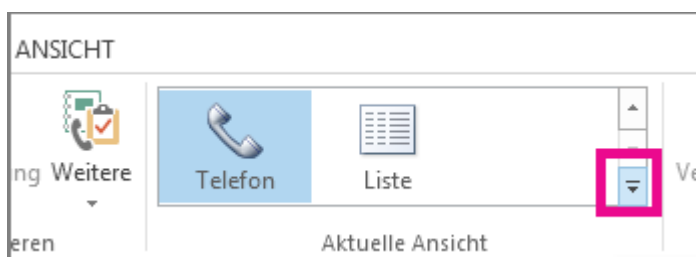 ANSICHT
ng Weitere
Telefon
Liste
Ve
eren
Aktuelle Ansicht